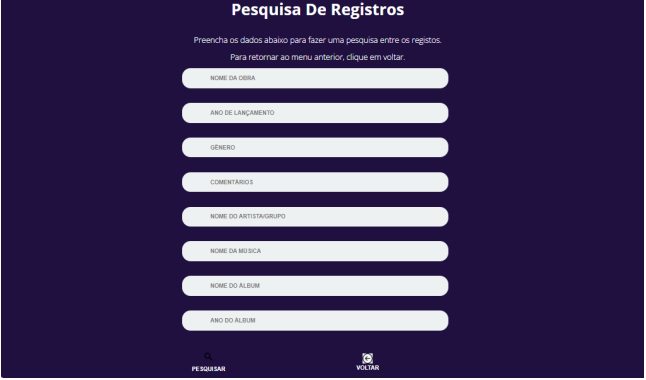 Pesquisa De Registros
Preencha os dados abaixo para fazer uma pesquisa entre os registos.
Para retornar ao menu anterior, clique em voltar.
NOME DA OBRA
ANO DE LANÇAMENTO
GÊNERO
COMENTÁRIOS
NOME DO ARTISTA/GRUPO
NOME DA MÚSICA
NOME DO ÁLBUM
ANO DO ÁLBUM
PESQUISAR
VOLTAR